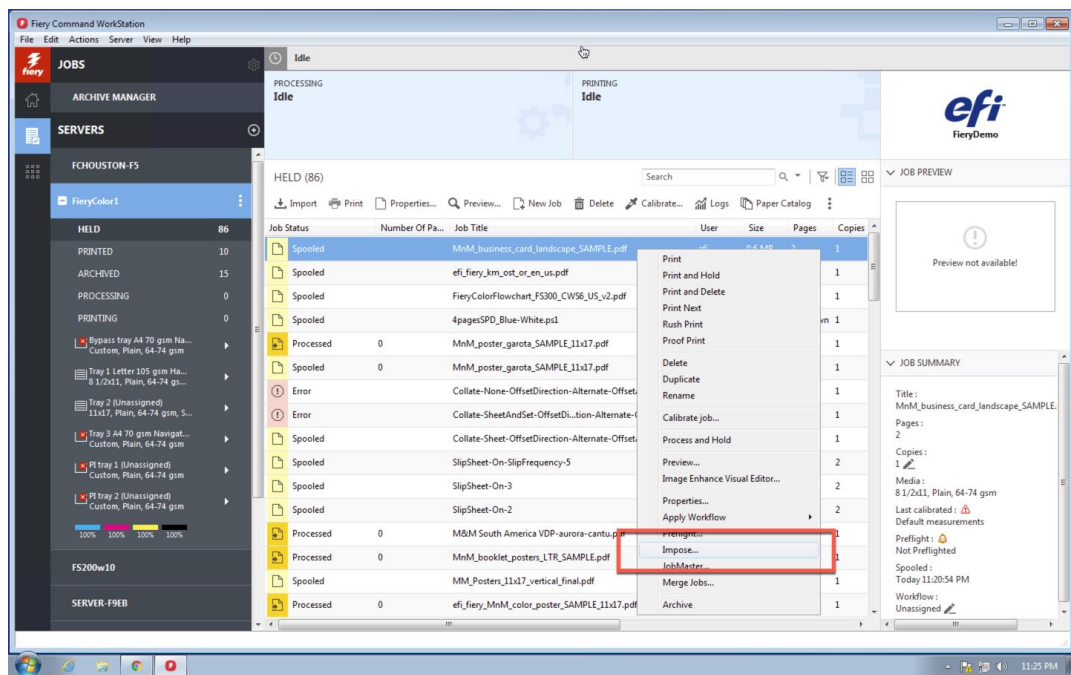 Fiery Command WorkStation
File Edit Actions Server View Help
fiery
JOBS
Idle
ARCHIVE MANAGER
PROCESSING
Idle
PRINTING
Idle
efi
FieryDemo
SERVERS
FCHOUSTON-F5
FieryColor1
HELD 86
PRINTED 10
ARCHIVED 15
PROCESSING 0
PRINTING 0
Bypass tray A4 70 gsm Na...
Custom, Plain, 64-74 gsm
Tray 1 Letter 105 gsm Ha...
8 1/2x11, Plain, 64-74 gs...
Tray 2 (Unassigned)
11x17, Plain, 64-74 gsm, S...
Tray 3 A4 70 gsm Navigat...
Custom, Plain, 64-74 gsm
PI tray 1 (Unassigned)
Custom, Plain, 64-74 gsm
PI tray 2 (Unassigned)
Custom, Plain, 64-74 gsm
100% 100% 100% 100%
FS200w10
SERVER-F9EB
HELD (86)
Search
Import Print Properties... Preview... New Job Delete Calibrate... Logs Paper Catalog
Job Status Number Of Pa... Job Title User Size Pages Copies
Spooled MnM_business_card_landscape_SAMPLE.pdf 1
Spooled efi_fiery_km_ost_or_en_us.pdf 1
Spooled FieryColorFlowchart_FS300_CWS6_US_v2.pdf 1
Spooled 4pagesSPD_Blue-White.ps1 wn 1
Processed 0 MnM_poster_garota_SAMPLE_11x17.pdf 1
Spooled 0 MnM_poster_garota_SAMPLE_11x17.pdf 1
Error Collate-None-OffsetDirection-Alternate-Offset 1
Error Collate-SheetAndSet-OffsetDi...tion-Alternate- 1
Spooled Collate-Sheet-OffsetDirection-Alternate-Offset 1
Spooled SlipSheet-On-SlipFrequency-5 2
Spooled SlipSheet-On-3 2
Spooled SlipSheet-On-2 2
Processed 0 M&M South America VDP-aurora-cantu.pdf 1
Processed 0 MnM_booklet_posters_LTR_SAMPLE.pdf 1
Spooled MM_Posters_11x17_vertical_final.pdf 1
Processed 0 efi_fiery_MnM_color_poster_SAMPLE_11x17.pdf 1
Print
Print and Hold
Print and Delete
Print Next
Rush Print
Proof Print
Delete
Duplicate
Rename
Calibrate job...
Process and Hold
Preview...
Image Enhance Visual Editor...
Properties...
Apply Workflow
Preflight...
Impose...
JobMaster...
Merge Jobs...
Archive
JOB PREVIEW
Preview not available!
JOB SUMMARY
Title :
MnM_business_card_landscape_SAMPLE.
Pages :
2
Copies :
1
Media :
8 1/2x11, Plain, 64-74 gsm
Last calibrated :
Default measurements
Preflight :
Not Preflighted
Spooled :
Today 11:20:54 PM
Workflow :
Unassigned
11:25 PM